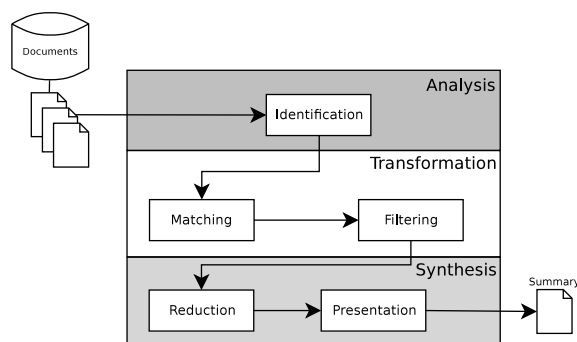 Documents
Analysis
Identification
Transformation
Matching
Filtering
Synthesis
Summary
Reduction
Presentation